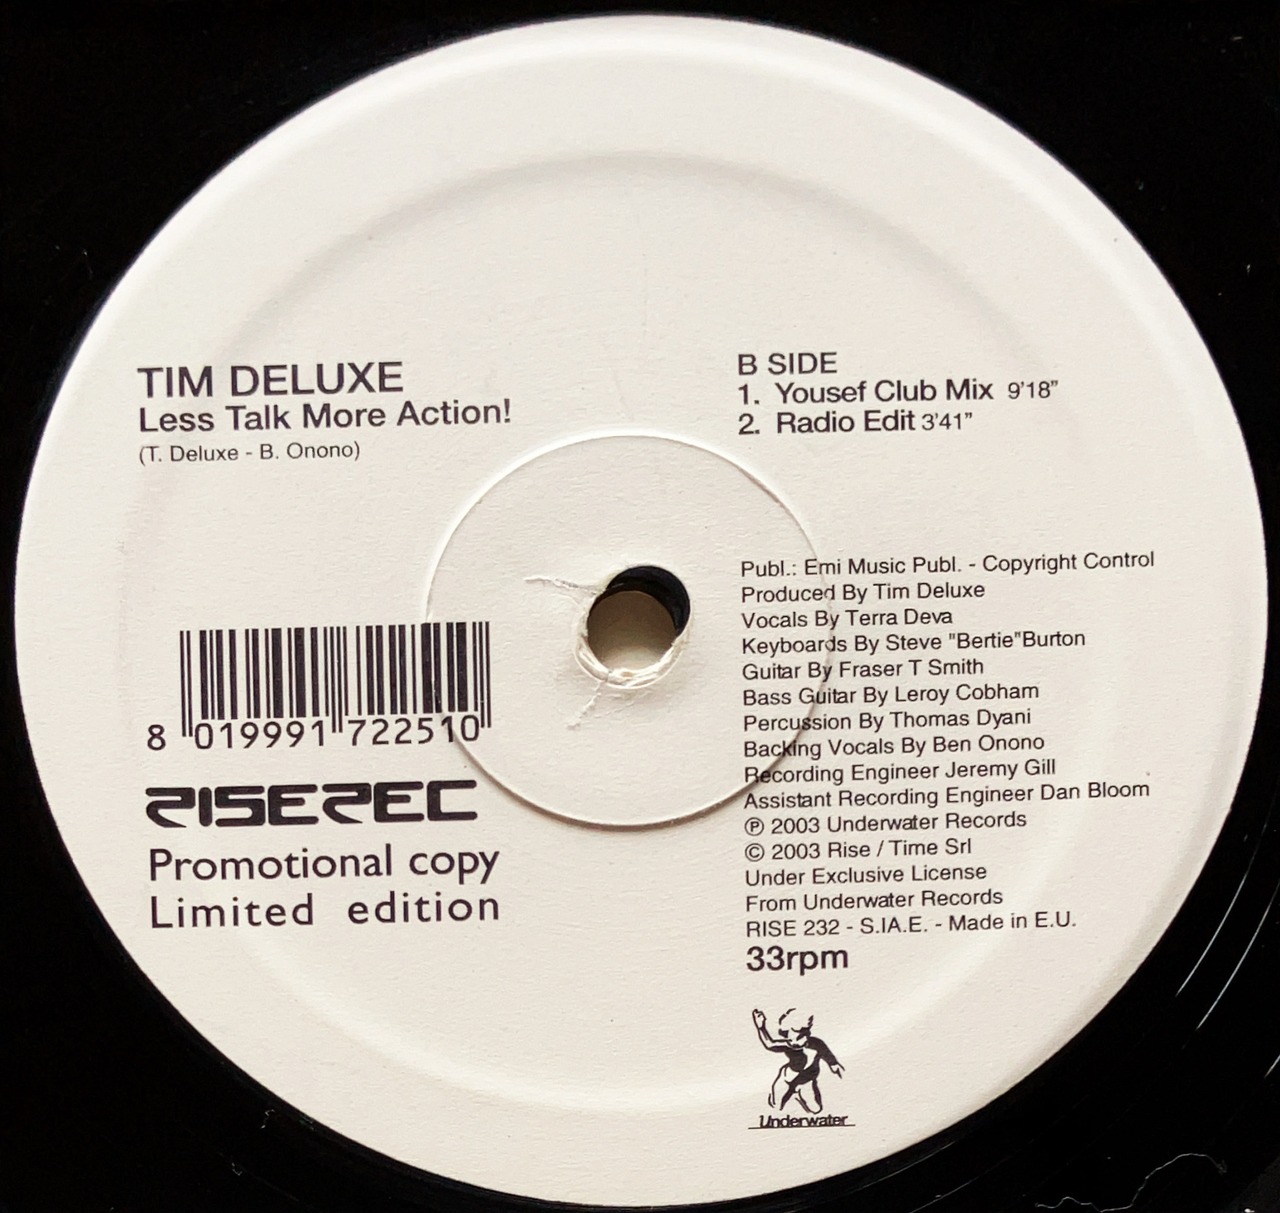 TIM DELUXE
Less Talk More Action!
(T. Deluxe - B. Onono)
B SIDE
1. Yousef Club Mix 9'18"
2. Radio Edit 3'41"
8 019991 722510
RISEREC
Promotional copy
Limited edition
Publ.: Emi Music Publ. - Copyright Control
Produced By Tim Deluxe
Vocals By Terra Deva
Keyboards By Steve "Bertie"Burton
Guitar By Fraser T Smith
Bass Guitar By Leroy Cobham
Percussion By Thomas Dyani
Backing Vocals By Ben Onono
Recording Engineer Jeremy Gill
Assistant Recording Engineer Dan Bloom
℗ 2003 Underwater Records
© 2003 Rise / Time Srl
Under Exclusive License
From Underwater Records
RISE 232 - S.IA.E. - Made in E.U.
33rpm
Underwater